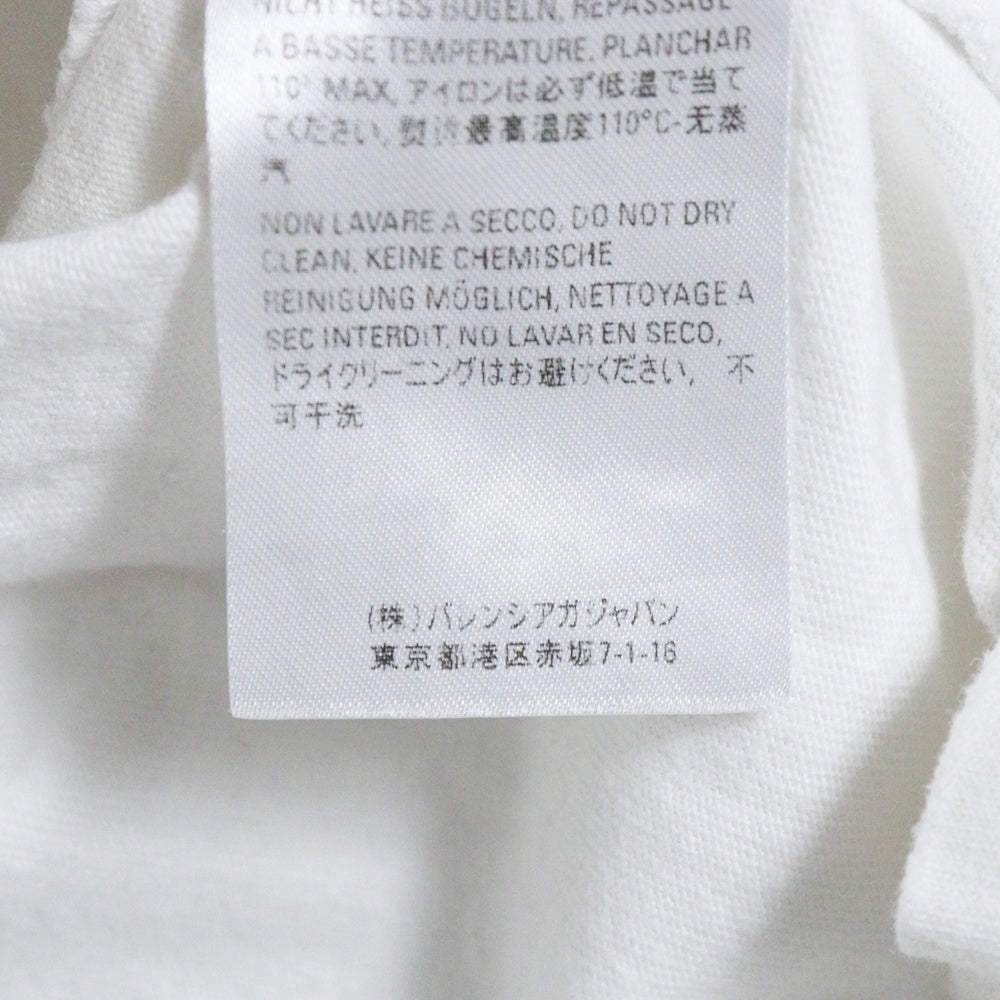 NICHT HEISS BÜGELN, REPASSAGE
A BASSE TEMPERATURE, PLANCHAR
110° MAX, アイロンは必ず低温で当て
てください, 熨烫最高温度110°C-无蒸
汽
NON LAVARE A SECCO, DO NOT DRY
CLEAN, KEINE CHEMISCHE
REINIGUNG MÖGLICH, NETTOYAGE A
SEC INTERDIT, NO LAVAR EN SECO,
ドライクリーニングはお避けください, 不
可干洗
(株)バレンシアガジャパン
東京都港区赤坂7-1-16